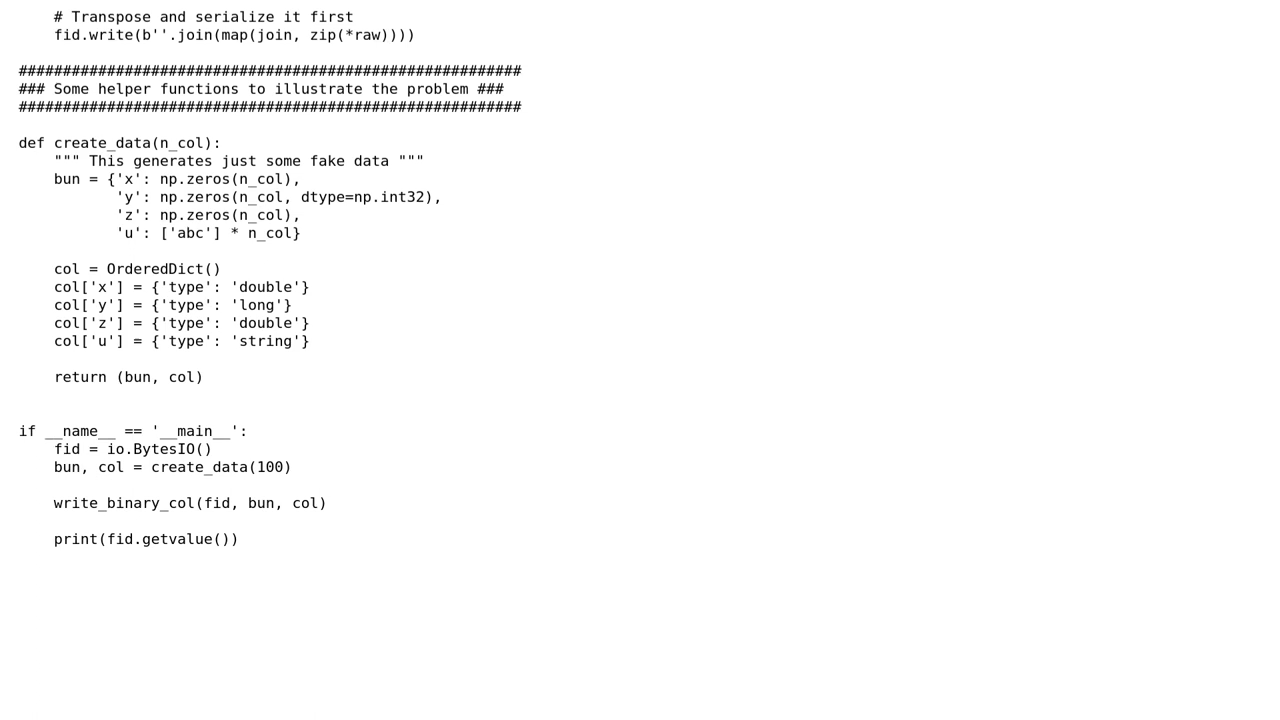 # Transpose and serialize it first
    fid.write(b''.join(map(join, zip(*raw))))
#########################################################
### Some helper functions to illustrate the problem ###
#########################################################
def create_data(n_col):
    """ This generates just some fake data """
    bun = {'x': np.zeros(n_col),
           'y': np.zeros(n_col, dtype=np.int32),
           'z': np.zeros(n_col),
           'u': ['abc'] * n_col}
    col = OrderedDict()
    col['x'] = {'type': 'double'}
    col['y'] = {'type': 'long'}
    col['z'] = {'type': 'double'}
    col['u'] = {'type': 'string'}
    return (bun, col)
if __name__ == '__main__':
    fid = io.BytesIO()
    bun, col = create_data(100)
    write_binary_col(fid, bun, col)
    print(fid.getvalue())